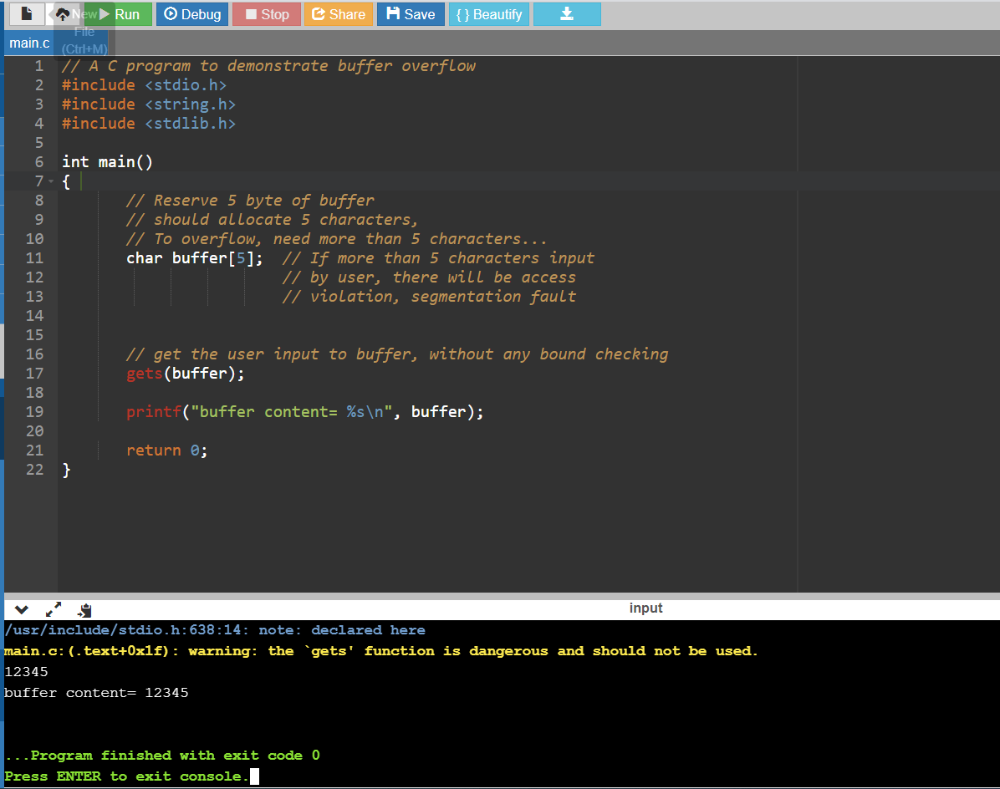 New Run Debug Stop Share Save { } Beautify
File
(Ctrl+M)
main.c
1 // A C program to demonstrate buffer overflow
2 #include <stdio.h>
3 #include <string.h>
4 #include <stdlib.h>
5
6 int main()
7 {
8 // Reserve 5 byte of buffer
9 // should allocate 5 characters,
10 // To overflow, need more than 5 characters...
11 char buffer[5]; // If more than 5 characters input
12 // by user, there will be access
13 // violation, segmentation fault
14
15
16 // get the user input to buffer, without any bound checking
17 gets(buffer);
18
19 printf("buffer content= %s\n", buffer);
20
21 return 0;
22 }
input
/usr/include/stdio.h:638:14: note: declared here
main.c:(.text+0x1f): warning: the `gets' function is dangerous and should not be used.
12345
buffer content= 12345
...Program finished with exit code 0
Press ENTER to exit console.